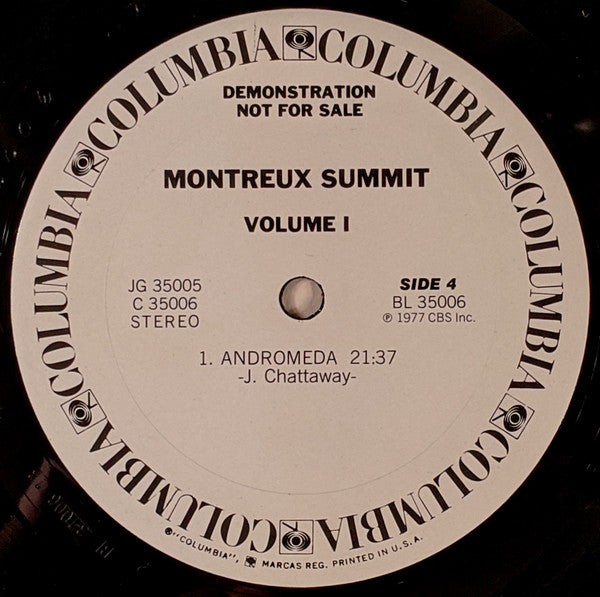 COLUMBIA COLUMBIA COLUMBIA COLUMBIA COLUMBIA COLUMBIA COLUMBIA
DEMONSTRATION
NOT FOR SALE
MONTREUX SUMMIT
VOLUME I
JG 35005
C 35006
STEREO
SIDE 4
BL 35006
℗ 1977 CBS Inc.
1. ANDROMEDA 21:37
-J. Chattaway-
"COLUMBIA", MARCAS REG. PRINTED IN U.S.A.